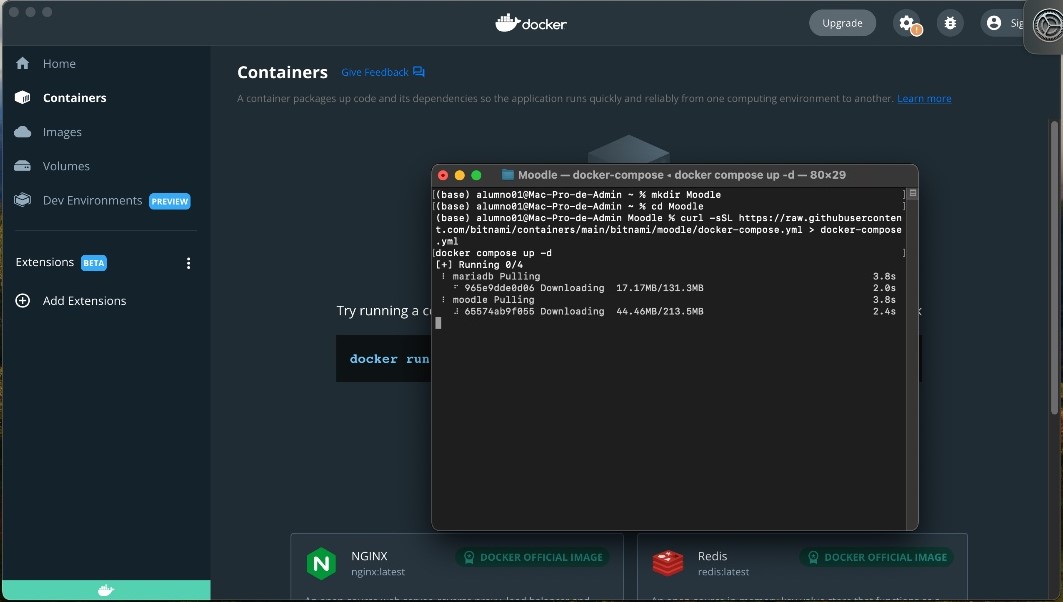 docker
Upgrade
Home
Containers
Images
Volumes
Dev Environments PREVIEW
Extensions BETA
Add Extensions
Containers Give Feedback
A container packages up code and its dependencies so the application runs quickly and reliably from one computing environment to another. Learn more
Moodle — docker-compose ◂ docker compose up -d — 80×29
[(base) alumno01@Mac-Pro-de-Admin ~ % mkdir Moodle ]
[(base) alumno01@Mac-Pro-de-Admin ~ % cd Moodle ]
(base) alumno01@Mac-Pro-de-Admin Moodle % curl -sSL https://raw.githubuserconten
t.com/bitnami/containers/main/bitnami/moodle/docker-compose.yml > docker-compose
.yml
[docker compose up -d ]
[+] Running 0/4
⠇ mariadb Pulling 3.8s
965e9dde0d06 Downloading 17.17MB/131.3MB 2.0s
⠇ moodle Pulling 3.8s
65574ab9f055 Downloading 44.46MB/213.5MB 2.4s
Try running a
docker run
NGINX DOCKER OFFICIAL IMAGE
nginx:latest
Redis DOCKER OFFICIAL IMAGE
redis:latest